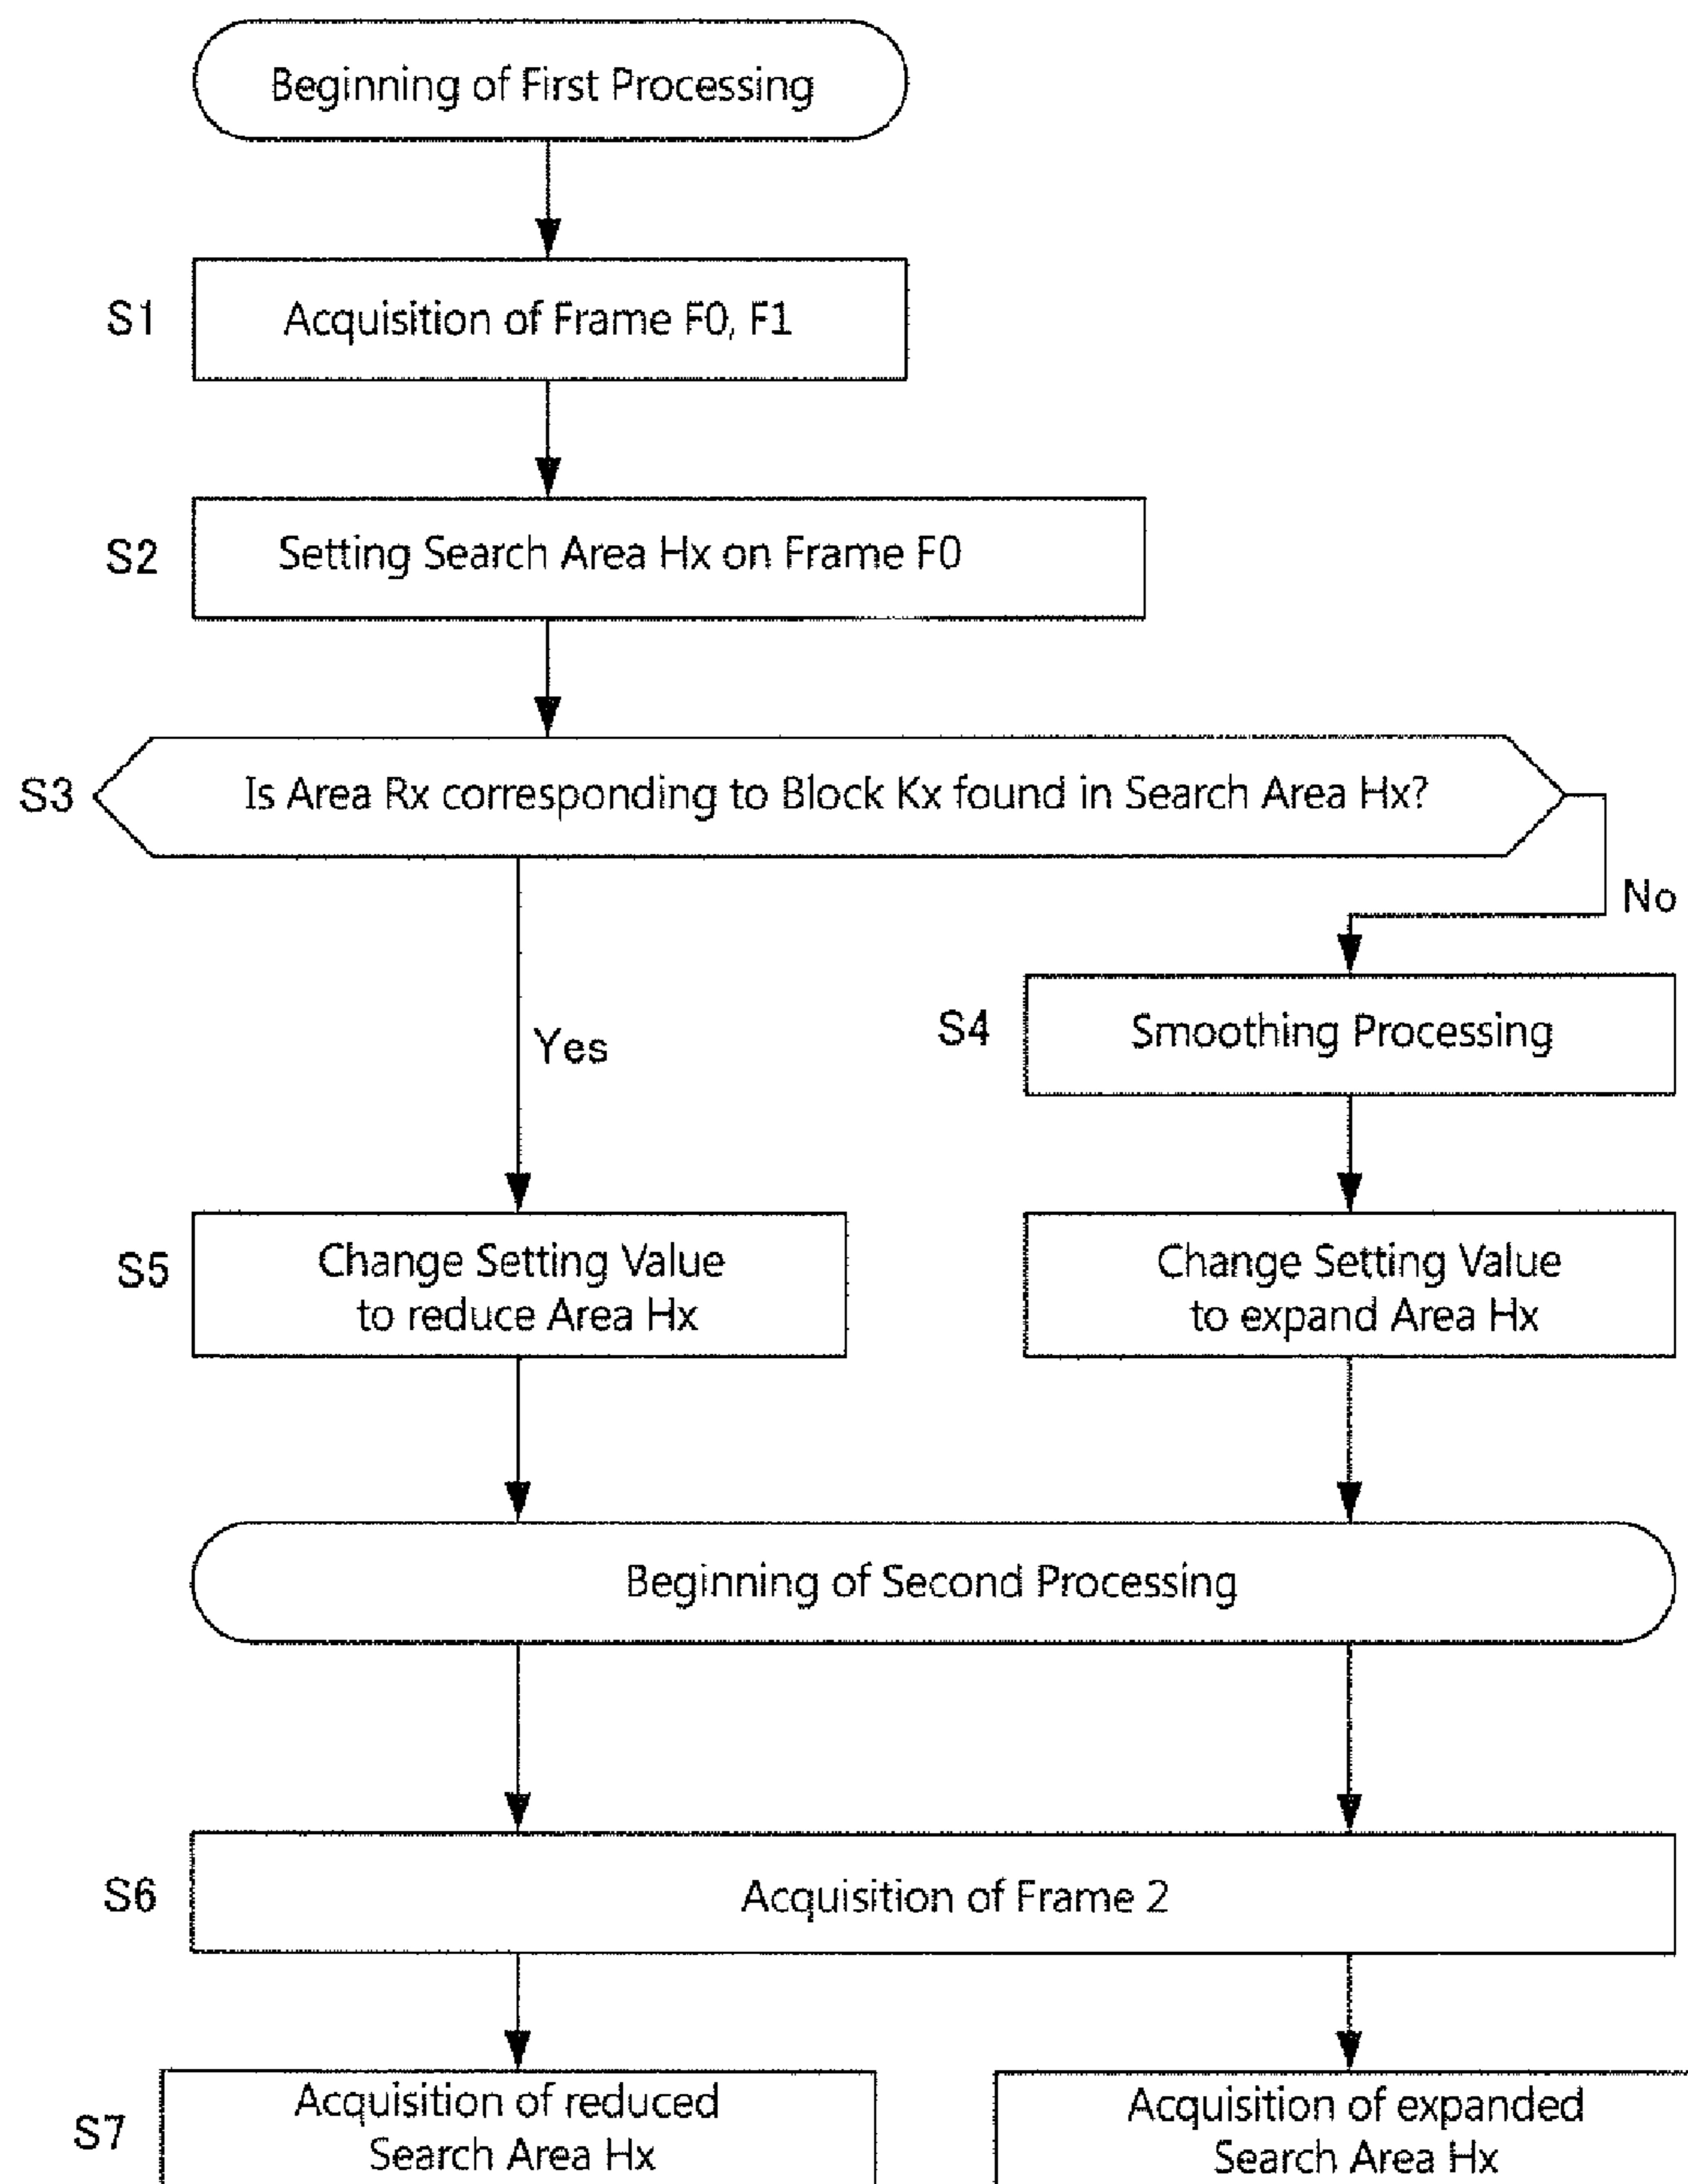 Beginning of First Processing
S1
Acquisition of Frame F0, F1
S2
Setting Search Area Hx on Frame F0
S3
Is Area Rx corresponding to Block Kx found in Search Area Hx?
No
Yes
S4
Smoothing Processing
S5
Change Setting Value
to reduce Area Hx
Change Setting Value
to expand Area Hx
Beginning of Second Processing
S6
Acquisition of Frame 2
S7
Acquisition of reduced
Search Area Hx
Acquisition of expanded
Search Area Hx